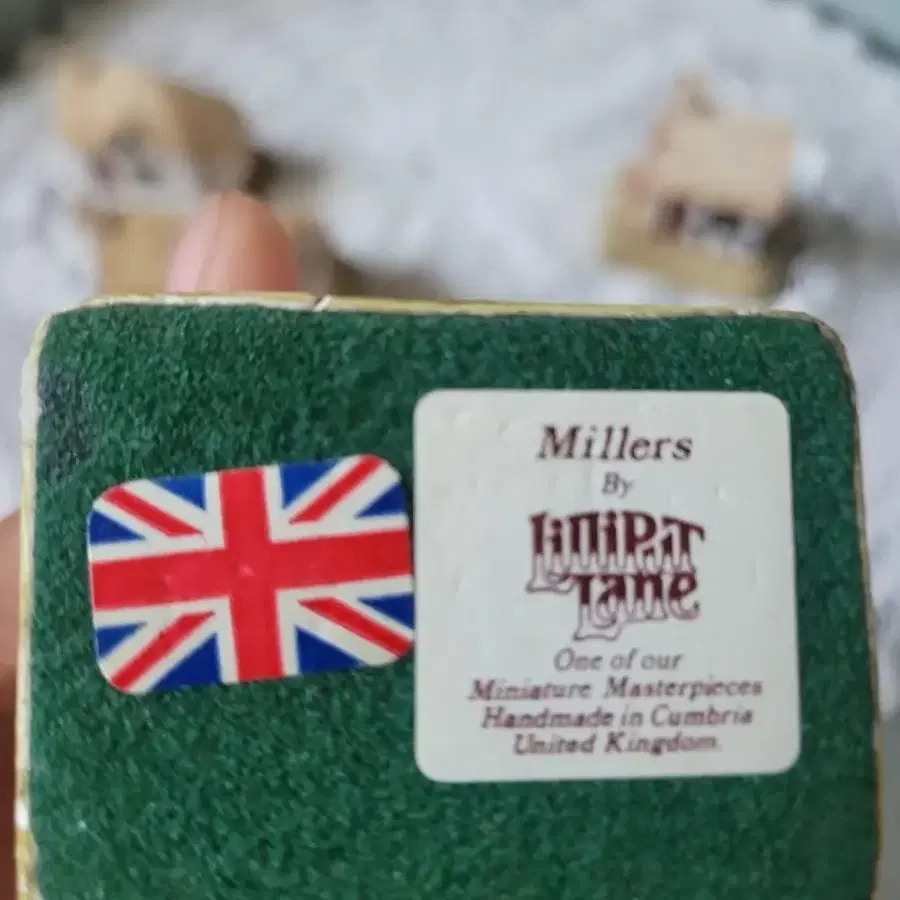 Millers
By
LilliPuT
Lane
One of our
Miniature Masterpieces
Handmade in Cumbria
United Kingdom